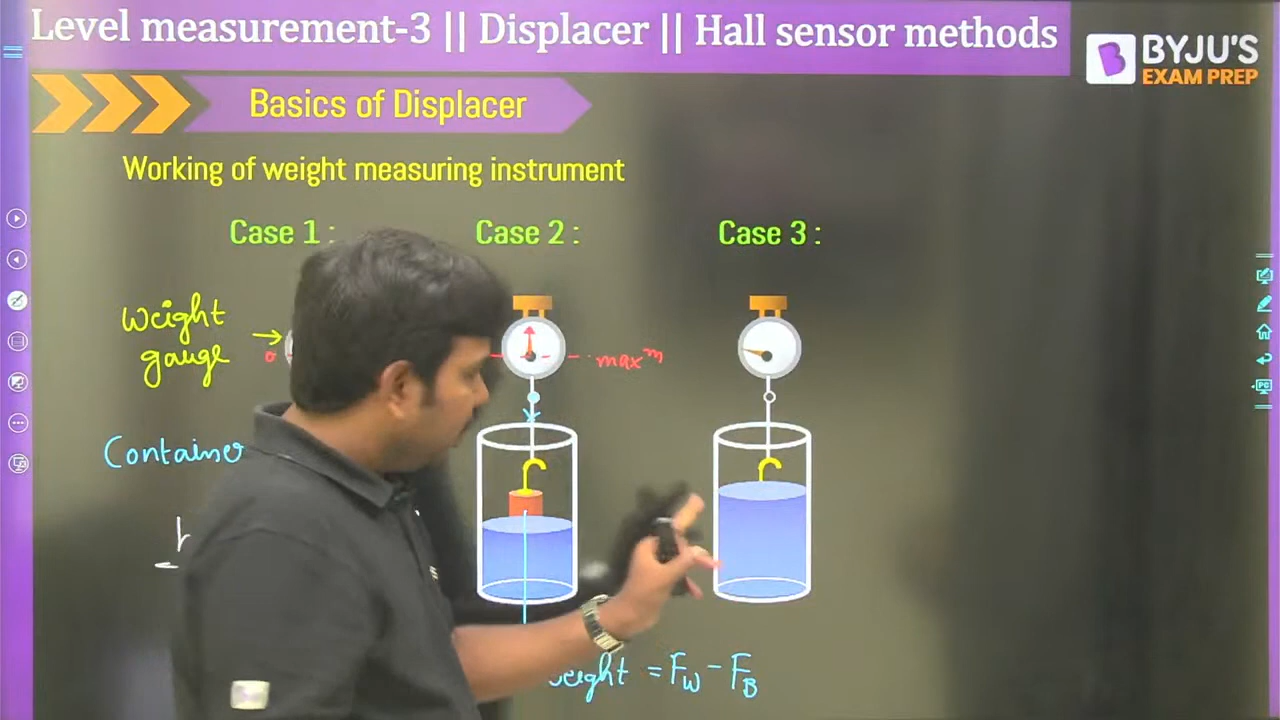 Level measurement-3 || Displacer || Hall sensor methods
BYJU'S
EXAM PREP
Basics of Displacer
Working of weight measuring instrument
Case 1 :
Case 2 :
Case 3 :
Weight
gauge
0
max^m
Container
= F_W - F_B